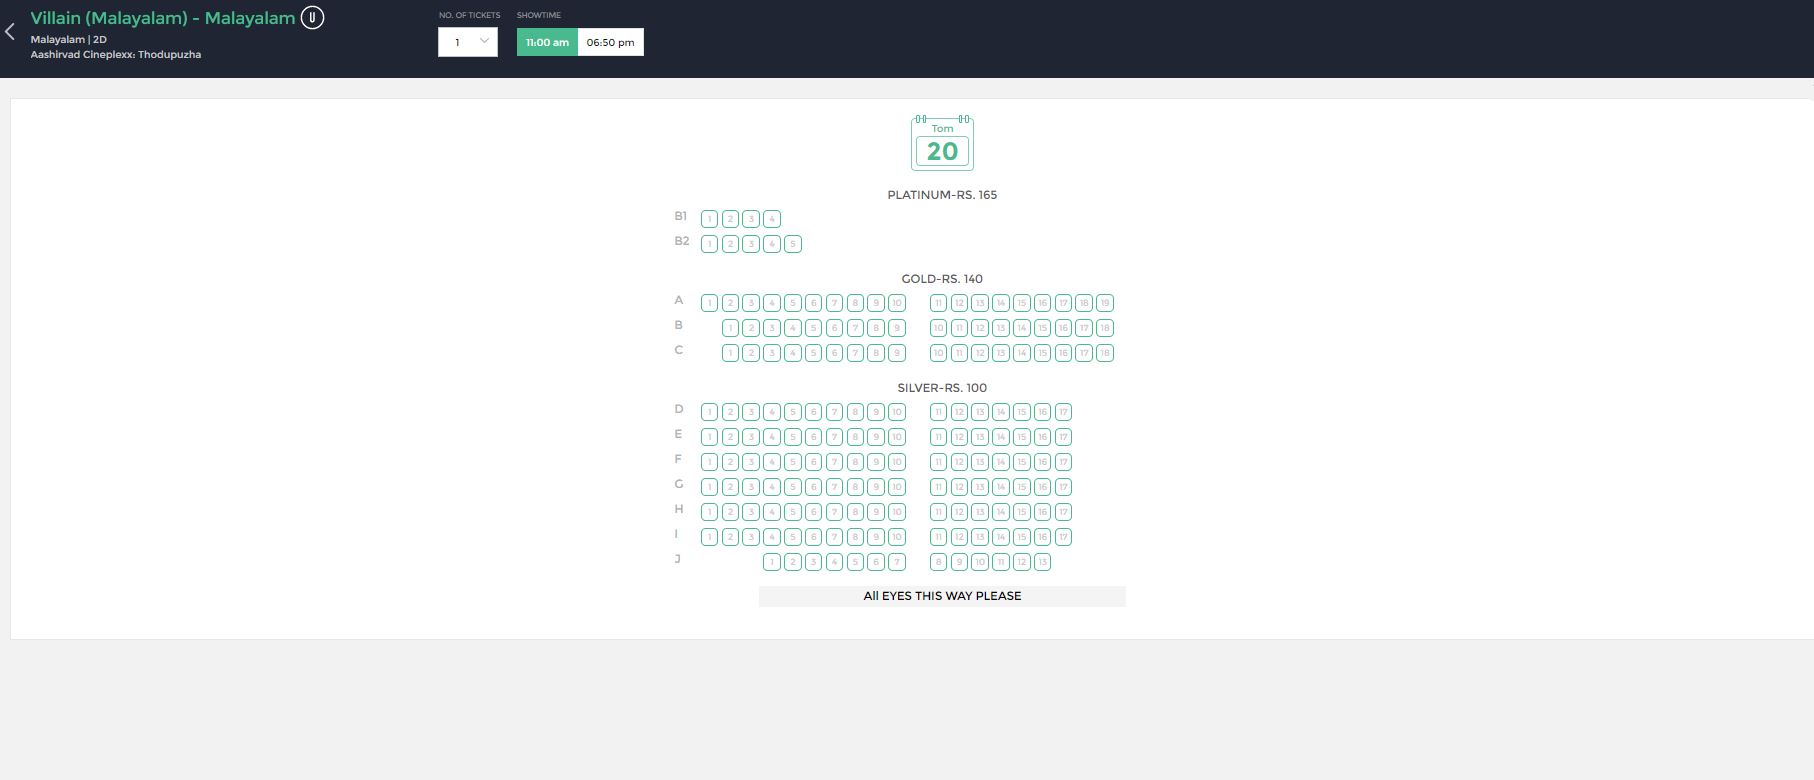 Villain (Malayalam) - Malayalam U
Malayalam | 2D
Aashirvad Cineplexx: Thodupuzha
NO. OF TICKETS SHOWTIME
1 11:00 am 06:50 pm
Tom
20
PLATINUM-RS. 165
B1 1 2 3 4
B2 1 2 3 4 5
GOLD-RS. 140
A 1 2 3 4 5 6 7 8 9 10 11 12 13 14 15 16 17 18 19
B 1 2 3 4 5 6 7 8 9 10 11 12 13 14 15 16 17 18
C 1 2 3 4 5 6 7 8 9 10 11 12 13 14 15 16 17 18
SILVER-RS. 100
D 1 2 3 4 5 6 7 8 9 10 11 12 13 14 15 16 17
E 1 2 3 4 5 6 7 8 9 10 11 12 13 14 15 16 17
F 1 2 3 4 5 6 7 8 9 10 11 12 13 14 15 16 17
G 1 2 3 4 5 6 7 8 9 10 11 12 13 14 15 16 17
H 1 2 3 4 5 6 7 8 9 10 11 12 13 14 15 16 17
I 1 2 3 4 5 6 7 8 9 10 11 12 13 14 15 16 17
J 1 2 3 4 5 6 7 8 9 10 11 12 13
All EYES THIS WAY PLEASE